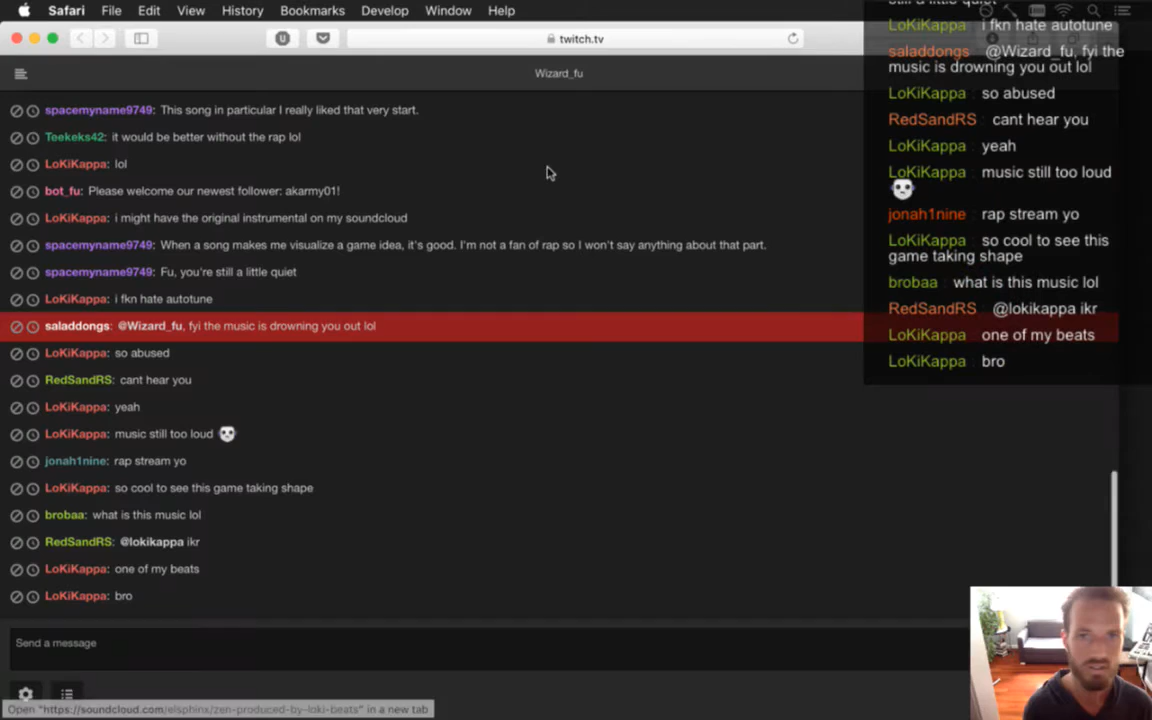 Safari File Edit View History Bookmarks Develop Window Help
twitch.tv
Wizard_fu
spacemyname9749: This song in particular I really liked that very start.
Teekeks42: it would be better without the rap lol
LoKiKappa: lol
bot_fu: Please welcome our newest follower: akarmy01!
LoKiKappa: i might have the original instrumental on my soundcloud
spacemyname9749: When a song makes me visualize a game idea, it's good. I'm not a fan of rap so I won't say anything about that part.
spacemyname9749: Fu, you're still a little quiet
LoKiKappa: i fkn hate autotune
saladdongs: @Wizard_fu, fyi the music is drowning you out lol
LoKiKappa: so abused
RedSandRS: cant hear you
LoKiKappa: yeah
LoKiKappa: music still too loud
jonah1nine: rap stream yo
LoKiKappa: so cool to see this game taking shape
brobaa: what is this music lol
RedSandRS: @lokikappa ikr
LoKiKappa: one of my beats
LoKiKappa: bro
Send a message
Open "https://soundcloud.com/elsphinx/zen-produced-by-loki-beats" in a new tab
still a little quiet
LoKiKappa : i fkn hate autotune
saladdongs : @Wizard_fu, fyi the
music is drowning you out lol
LoKiKappa : so abused
RedSandRS : cant hear you
LoKiKappa : yeah
LoKiKappa : music still too loud
jonah1nine : rap stream yo
LoKiKappa : so cool to see this
game taking shape
brobaa : what is this music lol
RedSandRS : @lokikappa ikr
LoKiKappa : one of my beats
LoKiKappa : bro